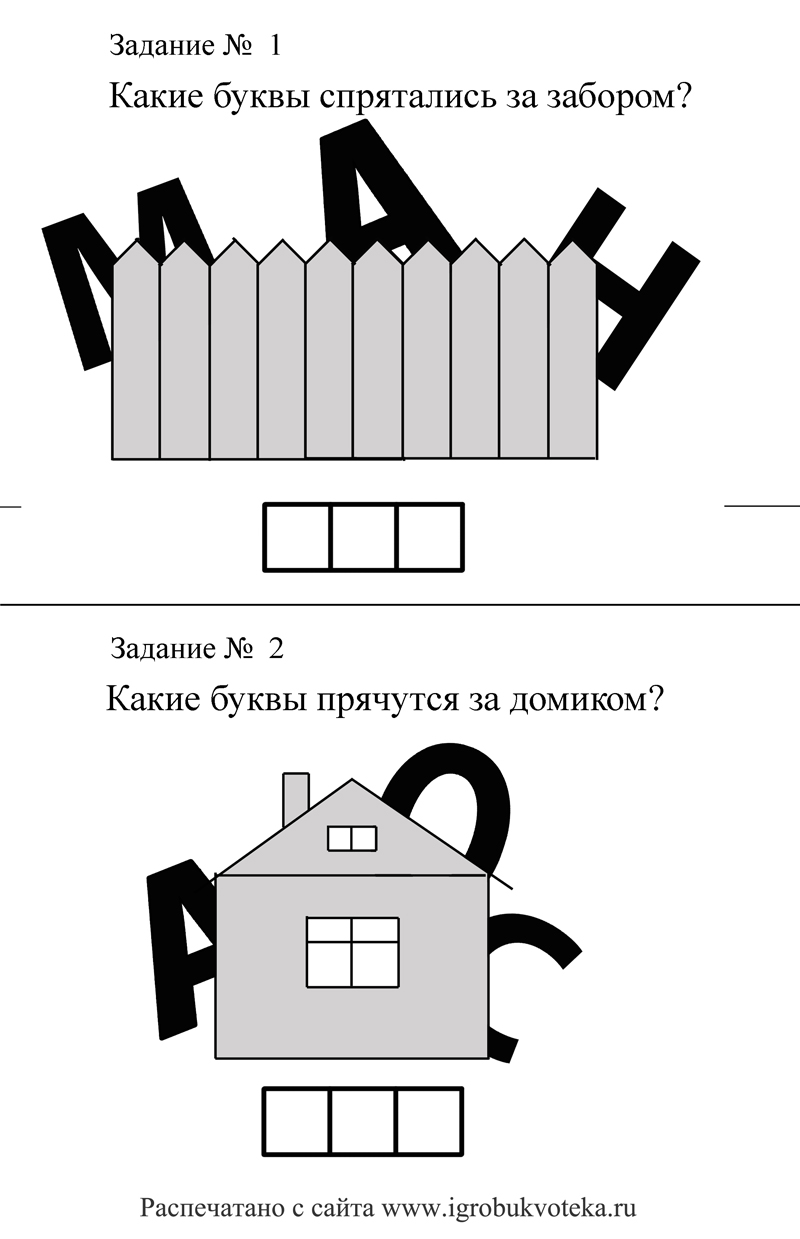 Задание № 1
Какие буквы спрятались за забором?
М А Н
Задание № 2
Какие буквы прячутся за домиком?
А О С
Распечатано с сайта www.igrobukvoteka.ru